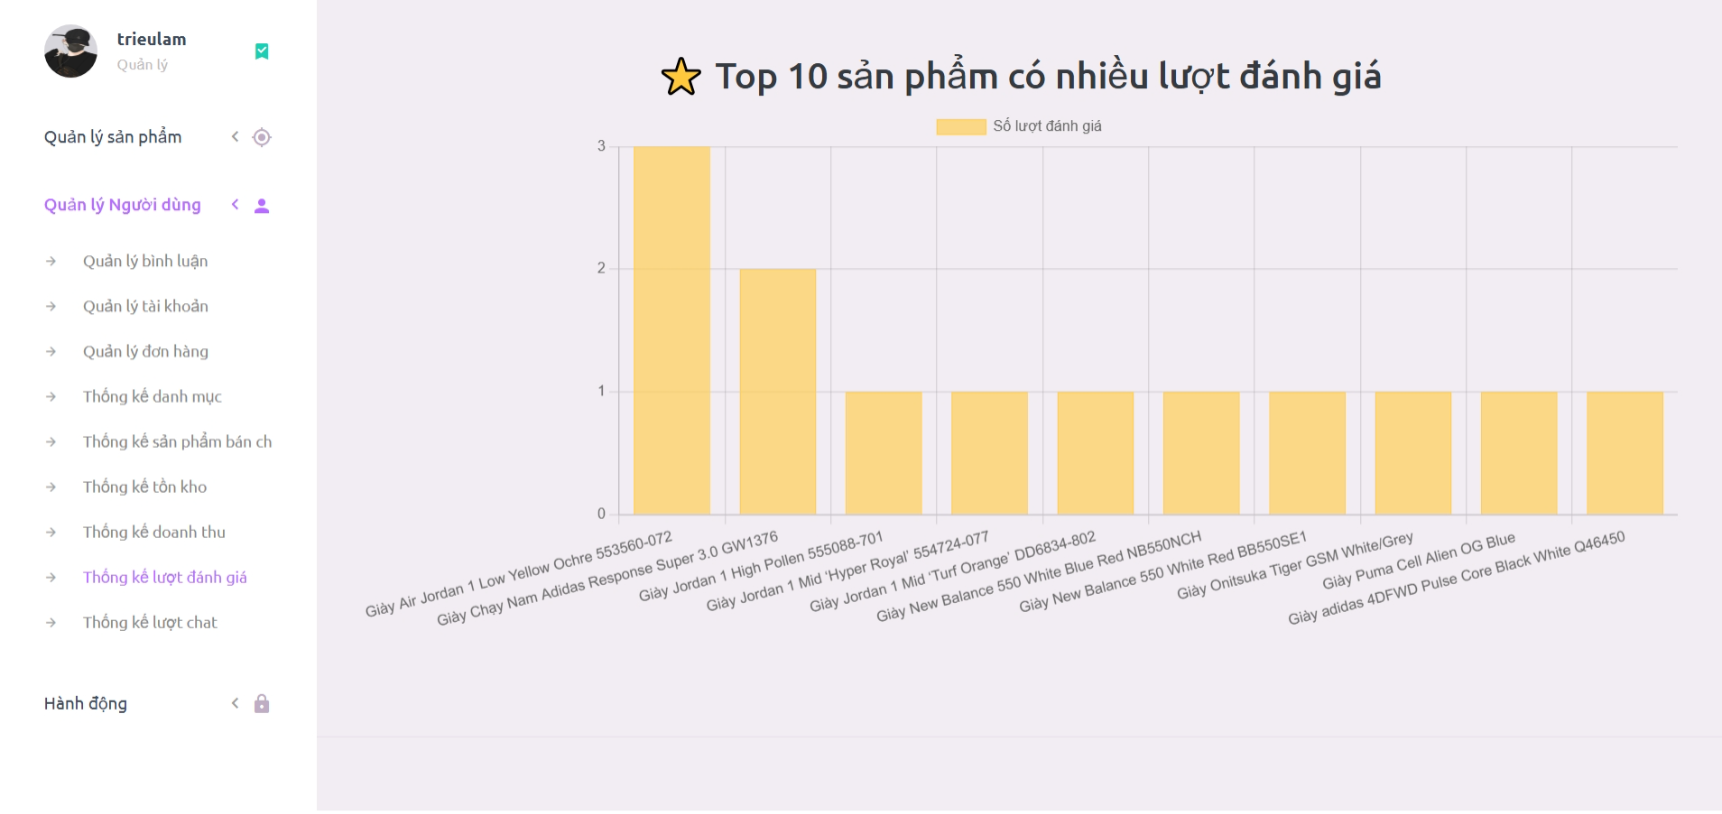 trieulam
Quản lý
Quản lý sản phẩm
Quản lý Người dùng
Quản lý bình luận
Quản lý tài khoản
Quản lý đơn hàng
Thống kê danh mục
Thống kê sản phẩm bán ch
Thống kê tồn kho
Thống kê doanh thu
Thống kê lượt đánh giá
Thống kê lượt chat
Hành động
Top 10 sản phẩm có nhiều lượt đánh giá
Số lượt đánh giá
3
2
1
0
Giày Air Jordan 1 Low Yellow Ochre 553560-072
Giày Chạy Nam Adidas Response Super 3.0 GW1376
Giày Jordan 1 High Pollen 555088-701
Giày Jordan 1 Mid ‘Hyper Royal’ 554724-077
Giày Jordan 1 Mid ‘Turf Orange’ DD6834-802
Giày New Balance 550 White Blue Red NB550NCH
Giày New Balance 550 White Red BB550SE1
Giày Onitsuka Tiger GSM White/Grey
Giày Puma Cell Alien OG Blue
Giày adidas 4DFWD Pulse Core Black White Q46450